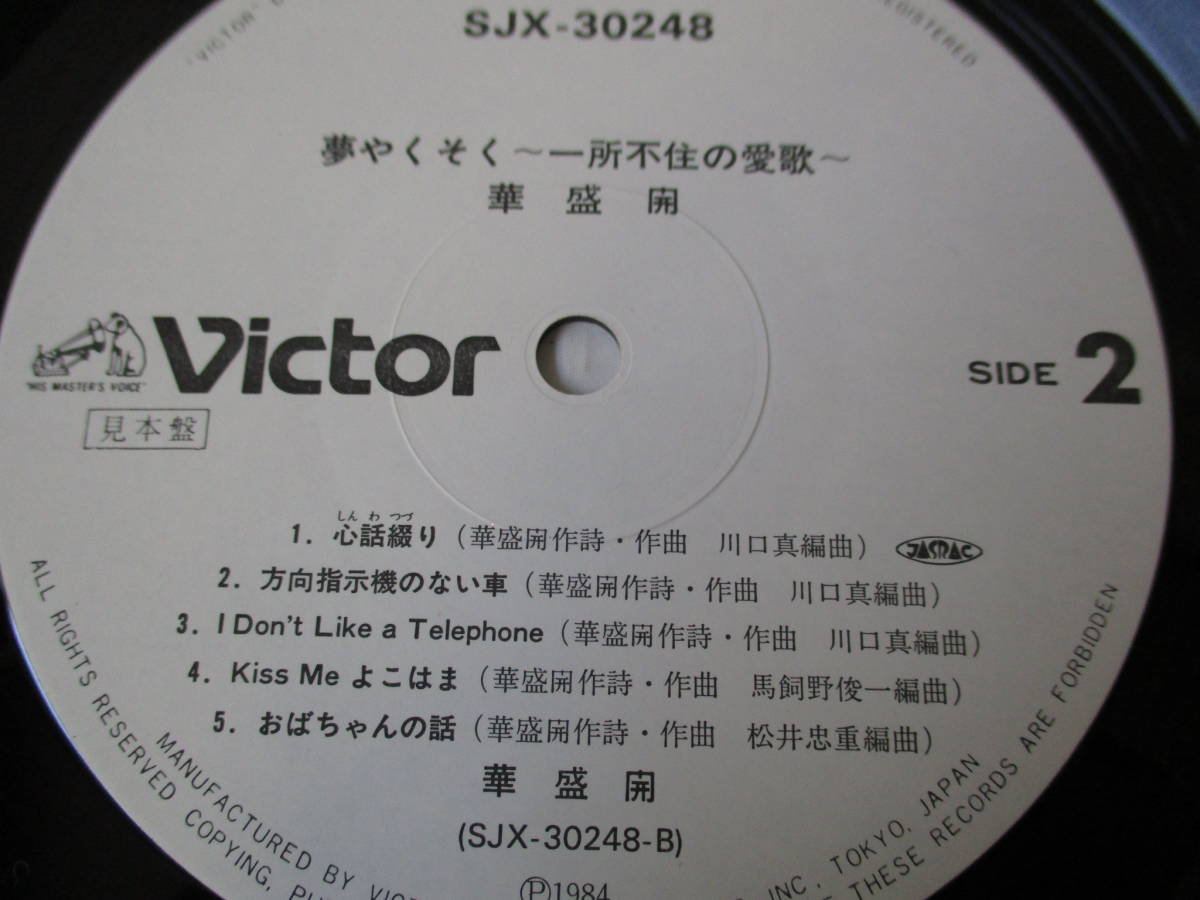 SJX-30248
"VICTOR"
REGISTERED
夢やくそく～一所不住の愛歌～
華盛開
"HIS MASTER'S VOICE"
Victor
見本盤
SIDE 2
しん わ つづ
1. 心話綴り (華盛開作詩・作曲 川口真編曲) JASRAC
2. 方向指示機のない車 (華盛開作詩・作曲 川口真編曲)
3. I Don't Like a Telephone (華盛開作詩・作曲 川口真編曲)
4. Kiss Me よこはま (華盛開作詩・作曲 馬飼野俊一編曲)
5. おばちゃんの話 (華盛開作詩・作曲 松井忠重編曲)
華盛開
(SJX-30248-B)
Ⓟ1984
MANUFACTURED BY INC, TOKYO, JAPAN
ALL RIGHTS RESERVED COPYING, THESE RECORDS ARE FORBIDDEN